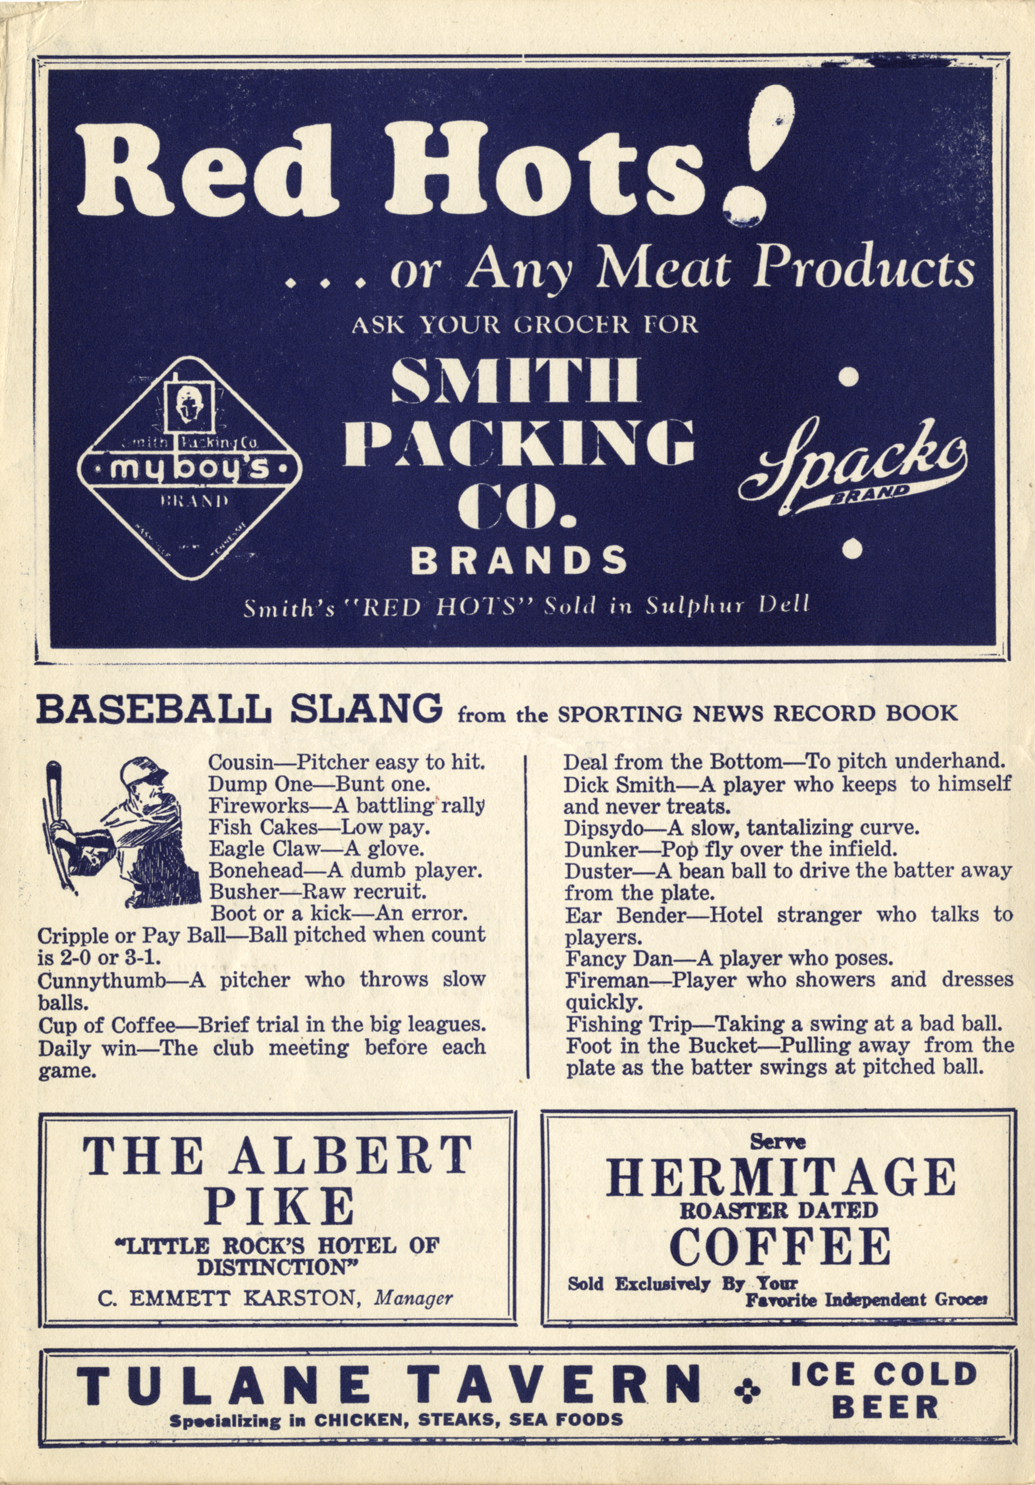 Red Hots!
. . . or Any Meat Products
ASK YOUR GROCER FOR
SMITH
PACKING
CO.
BRANDS
Smith Packing Co.
my boy's
BRAND
Spacko
BRAND
Smith's "RED HOTS" Sold in Sulphur Dell
BASEBALL SLANG from the SPORTING NEWS RECORD BOOK
Cousin—Pitcher easy to hit.
Dump One—Bunt one.
Fireworks—A battling rally
Fish Cakes—Low pay.
Eagle Claw—A glove.
Bonehead—A dumb player.
Busher—Raw recruit.
Boot or a kick—An error.
Cripple or Pay Ball—Ball pitched when count
is 2-0 or 3-1.
Cunnythumb—A pitcher who throws slow
balls.
Cup of Coffee—Brief trial in the big leagues.
Daily win—The club meeting before each
game.
Deal from the Bottom—To pitch underhand.
Dick Smith—A player who keeps to himself
and never treats.
Dipsydo—A slow, tantalizing curve.
Dunker—Pop fly over the infield.
Duster—A bean ball to drive the batter away
from the plate.
Ear Bender—Hotel stranger who talks to
players.
Fancy Dan—A player who poses.
Fireman—Player who showers and dresses
quickly.
Fishing Trip—Taking a swing at a bad ball.
Foot in the Bucket—Pulling away from the
plate as the batter swings at pitched ball.
THE ALBERT
PIKE
"LITTLE ROCK'S HOTEL OF
DISTINCTION"
C. EMMETT KARSTON, Manager
Serve
HERMITAGE
ROASTER DATED
COFFEE
Sold Exclusively By Your
Favorite Independent Grocer
TULANE TAVERN
Specializing in CHICKEN, STEAKS, SEA FOODS
ICE COLD
BEER